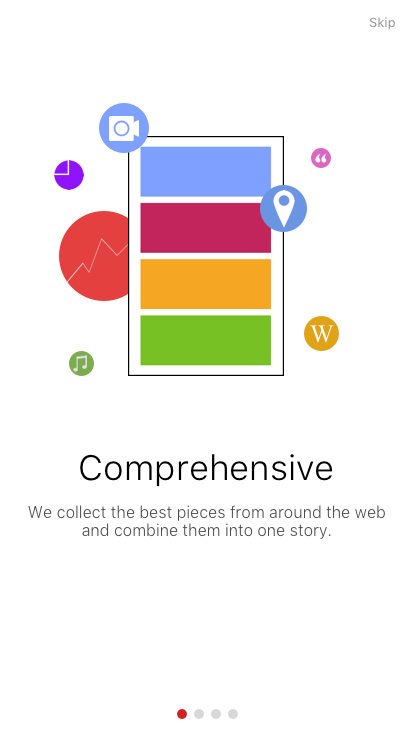 Skip
W
Comprehensive
We collect the best pieces from around the web
and combine them into one story.